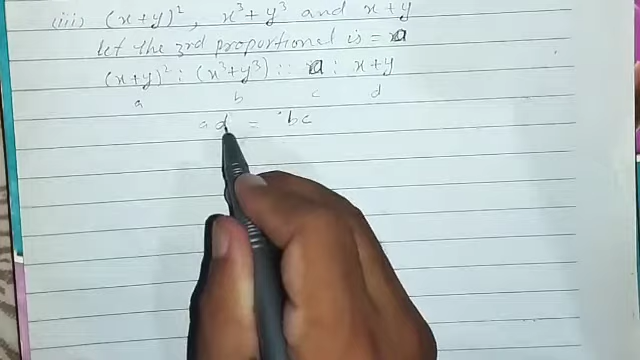 (iii) (x+y)², x³+y³ and x+y
let the 3rd proportional is = a
(x+y)² : (x³+y³) :: a : x+y
a b c d
ad = bc